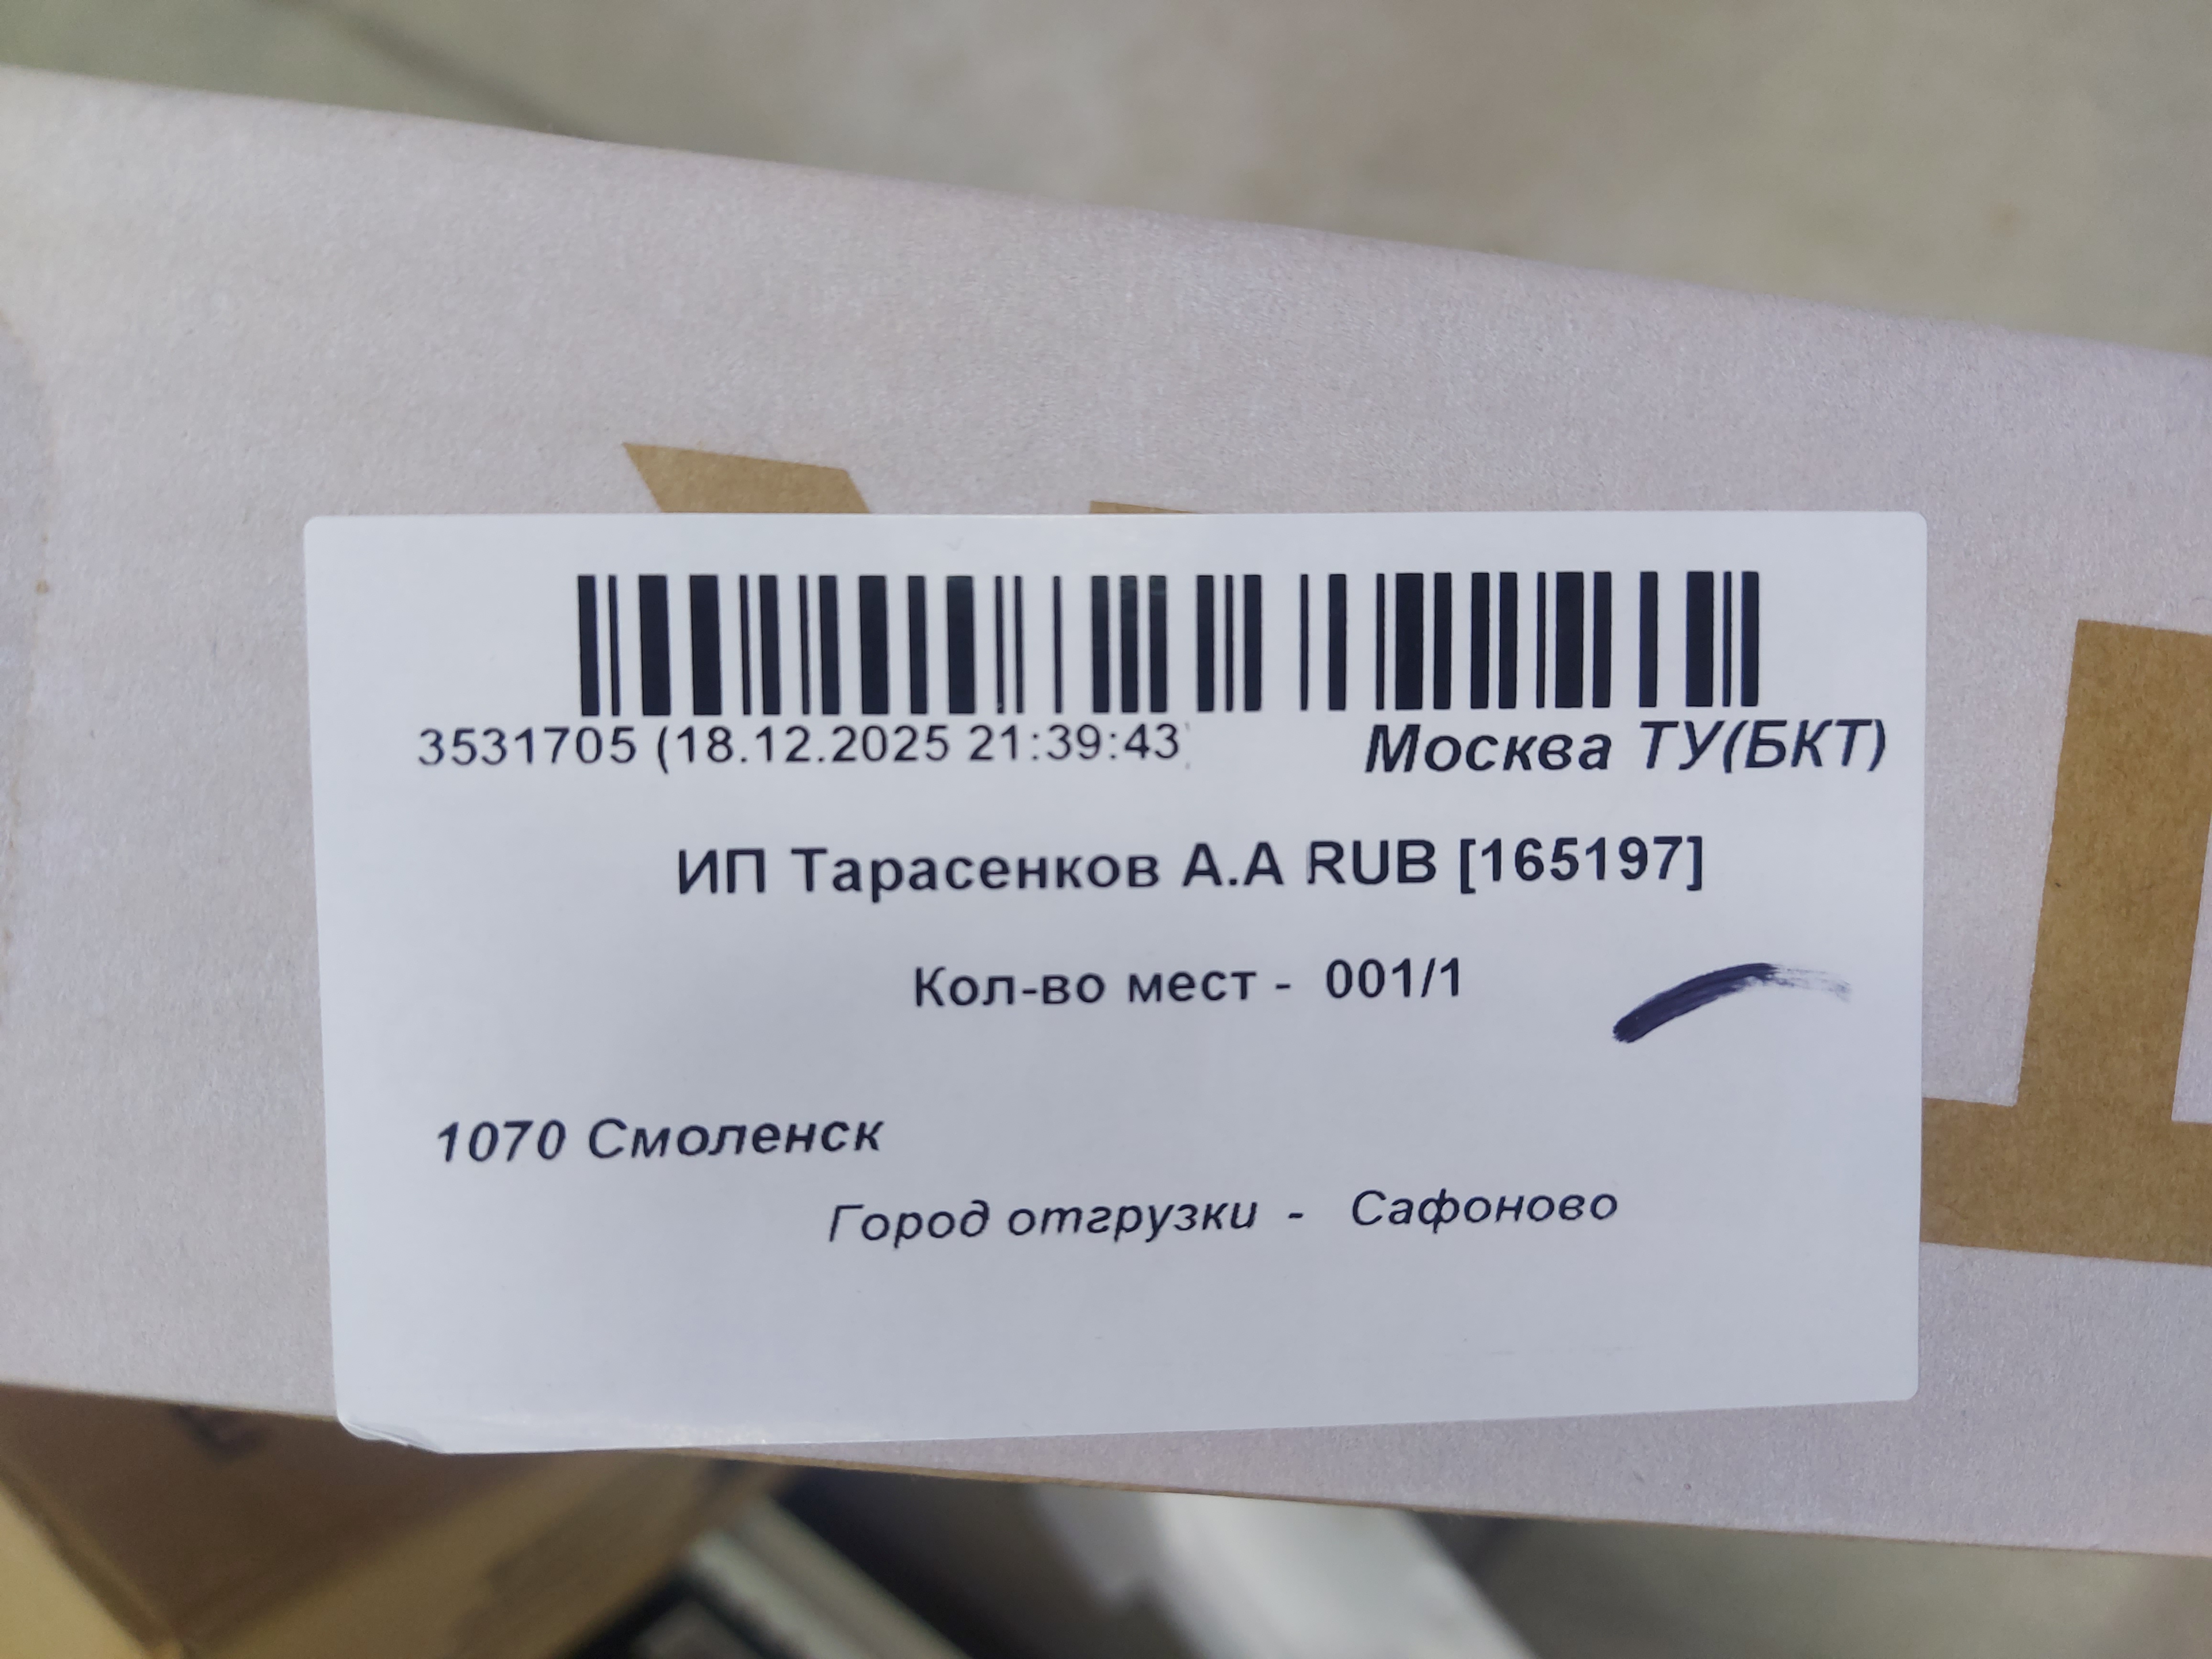 3531705 (18.12.2025 21:39:43) Москва ТУ(БКТ)
ИП Тарасенков А.А RUB [165197]
Кол-во мест - 001/1
1070 Смоленск
Город отгрузки - Сафоново